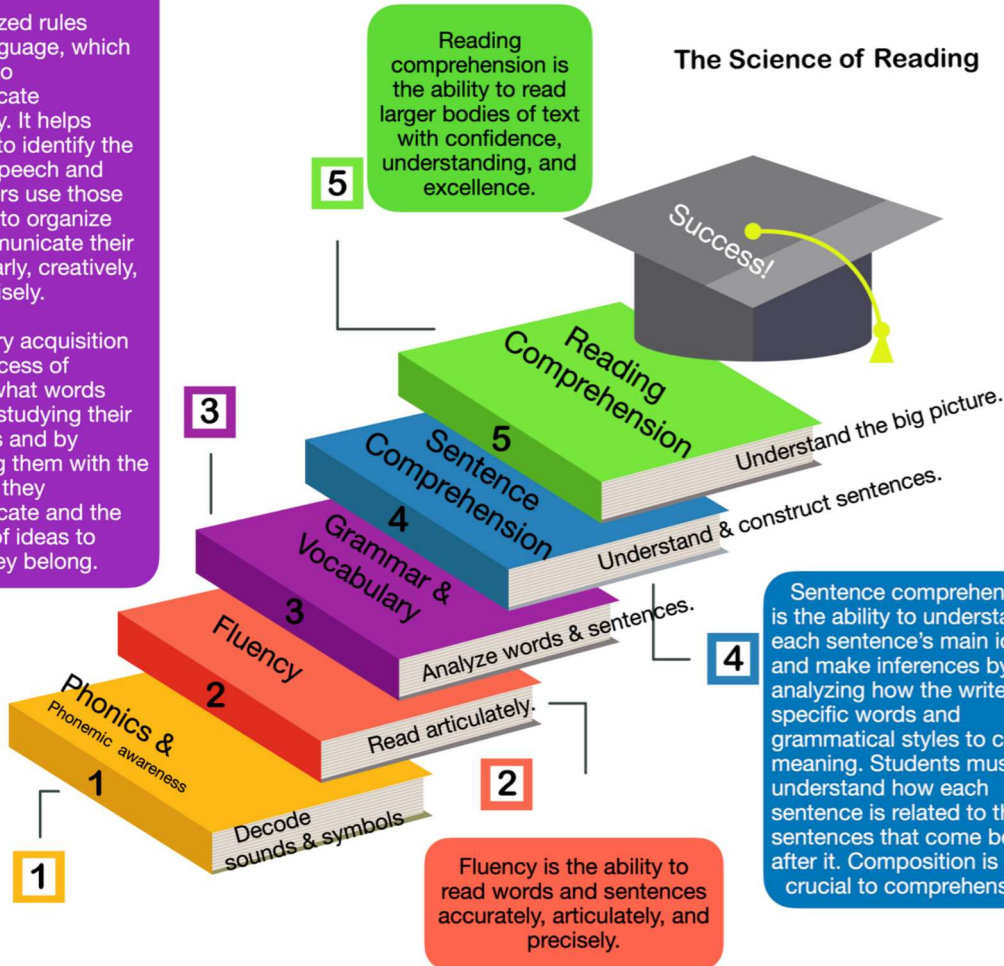 zed rules
guage, which
o
cate
y. It helps
to identify the
peech and
rs use those
to organize
municate their
arly, creatively,
isely.
ry acquisition
cess of
what words
studying their
s and by
g them with the
they
cate and the
of ideas to
ey belong.
The Science of Reading
5
Reading
comprehension is
the ability to read
larger bodies of text
with confidence,
understanding, and
excellence.
Success!
Reading
Comprehension
5
Understand the big picture.
3
Sentence
Comprehension
4
Understand & construct sentences.
Grammar &
Vocabulary
3
Analyze words & sentences.
Fluency
2
Read articulately.
Phonics &
Phonemic awareness
1
Decode
sounds & symbols
1
2
Fluency is the ability to
read words and sentences
accurately, articulately, and
precisely.
4
Sentence comprehen
is the ability to understa
each sentence's main i
and make inferences by
analyzing how the write
specific words and
grammatical styles to c
meaning. Students mus
understand how each
sentence is related to th
sentences that come be
after it. Composition is
crucial to comprehens